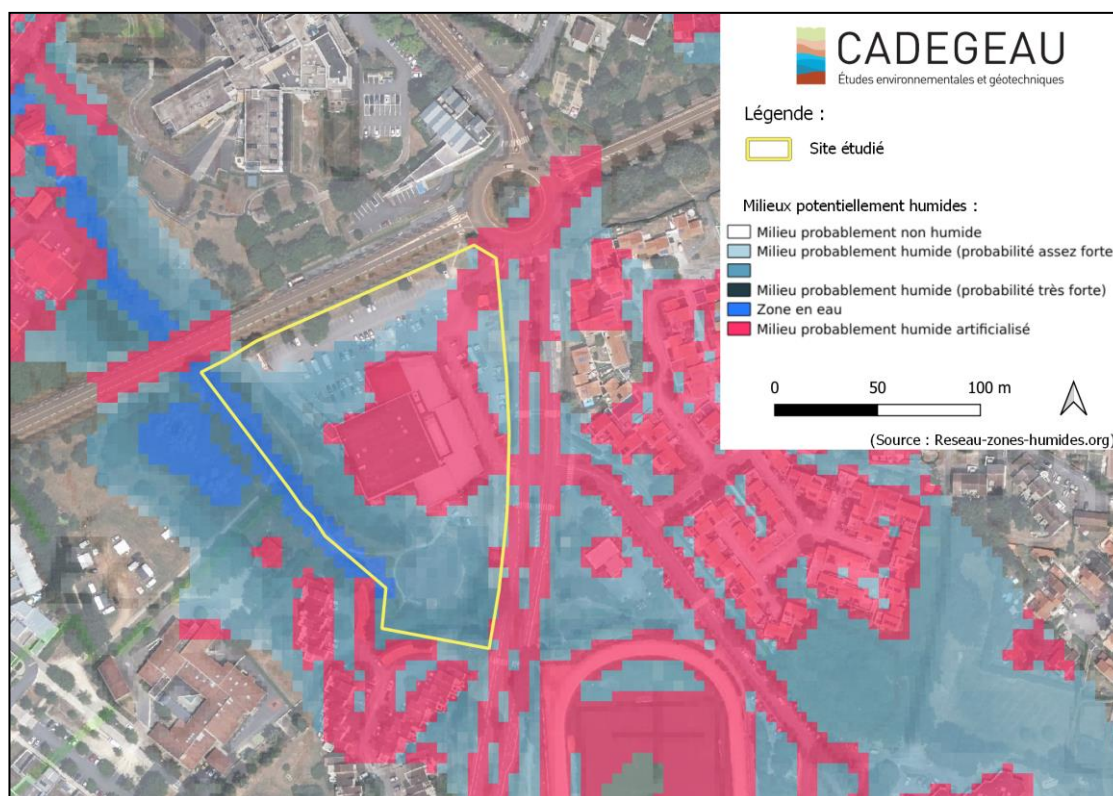 CADEGEAU
Études environnementales et géotechniques
Légende :
Site étudié
Milieux potentiellement humides :
Milieu probablement non humide
Milieu probablement humide (probabilité assez forte
Milieu probablement humide (probabilité très forte)
Zone en eau
Milieu probablement humide artificialisé
0 50 100 m
(Source : Reseau-zones-humides.org)